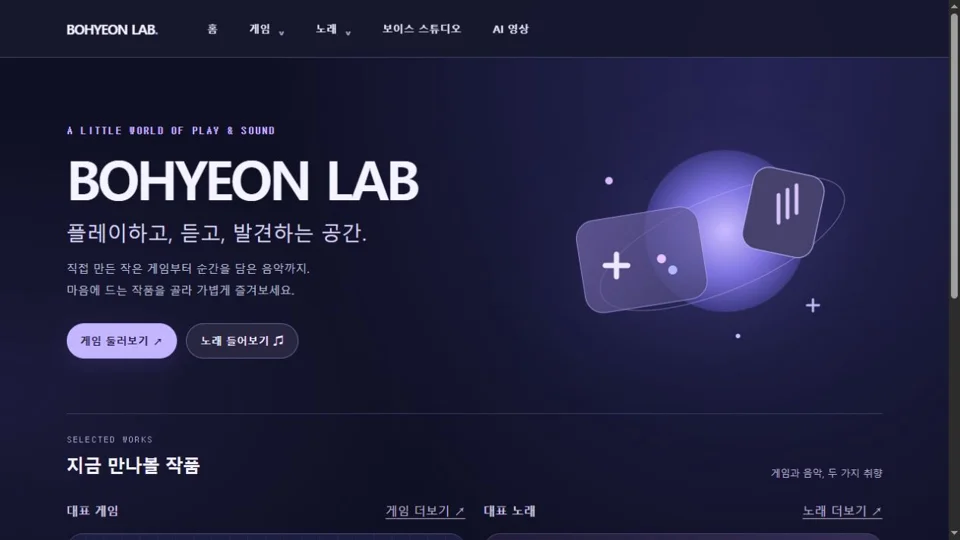 BOHYEON LAB.
홈
게임
노래
보이스 스튜디오
AI 영상
A LITTLE WORLD OF PLAY & SOUND
BOHYEON LAB
플레이하고, 듣고, 발견하는 공간.
직접 만든 작은 게임부터 순간을 담은 음악까지.
마음에 드는 작품을 골라 가볍게 즐겨보세요.
게임 둘러보기 ↗
노래 들어보기 ♫
SELECTED WORKS
지금 만나볼 작품
게임과 음악, 두 가지 취향
대표 게임
게임 더보기 ↗
대표 노래
노래 더보기 ↗